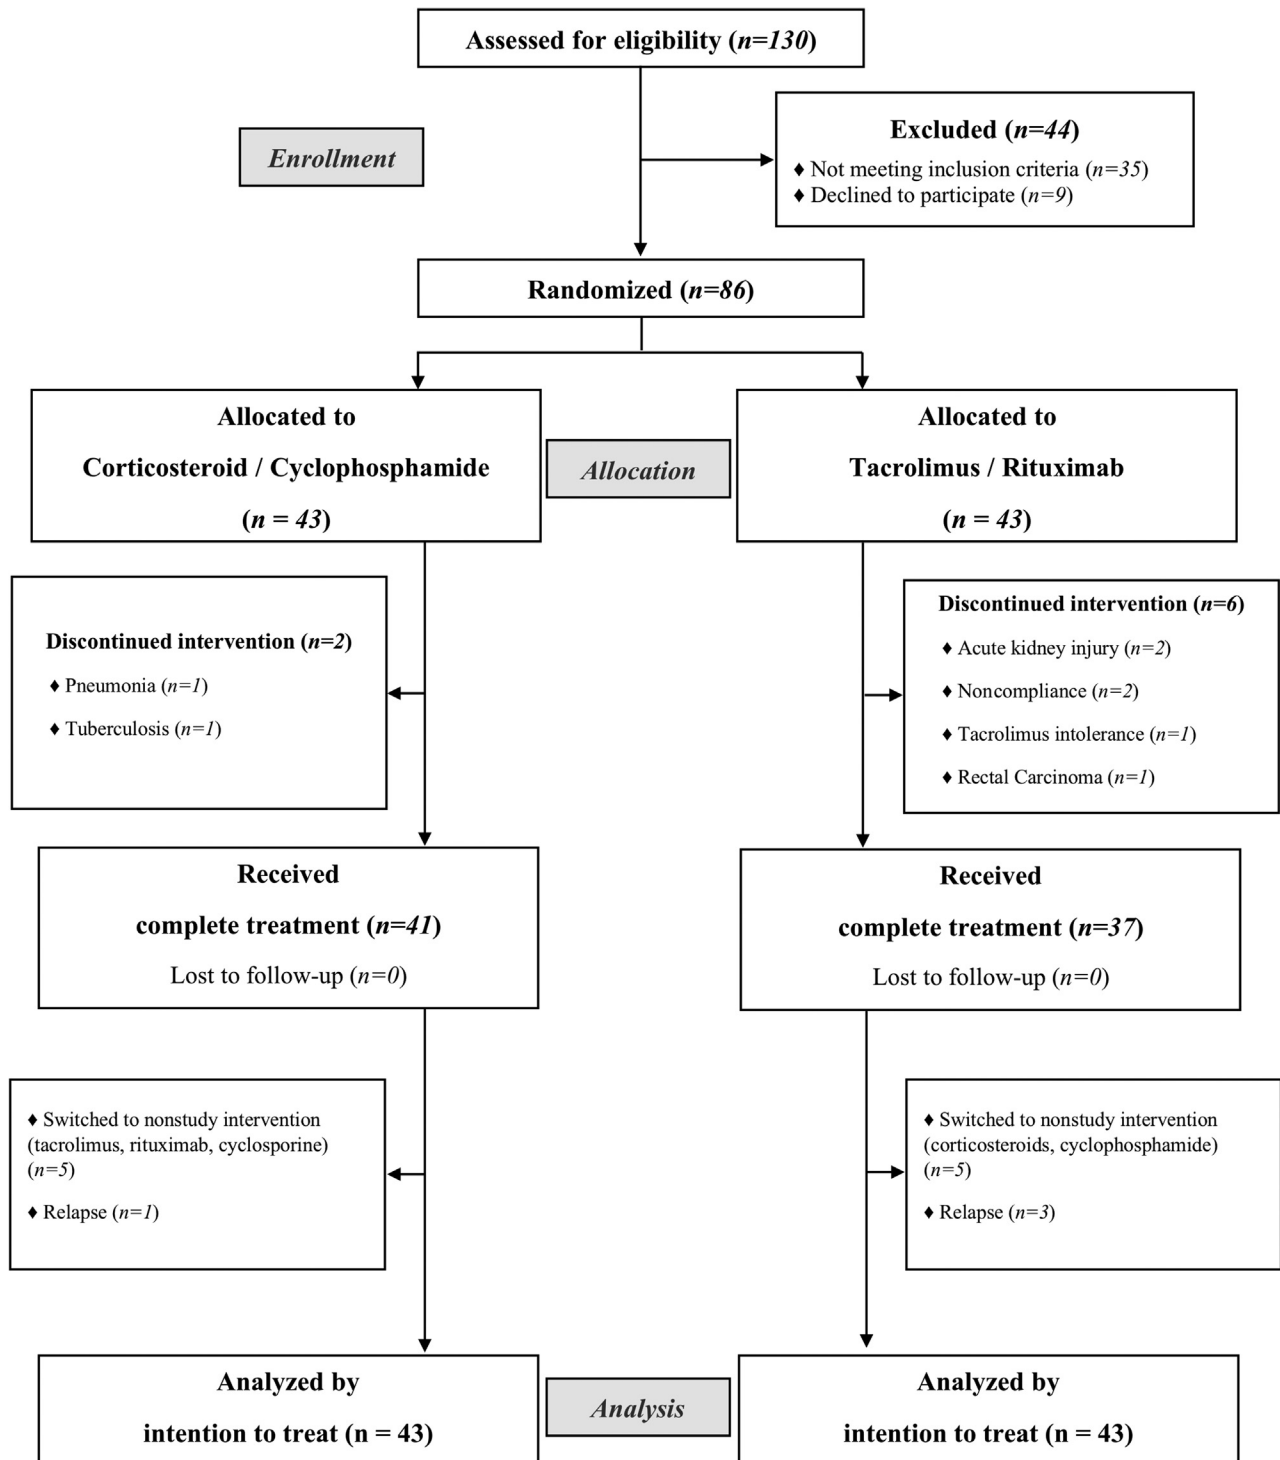 Assessed for eligibility (n=130)
Enrollment
Excluded (n=44)
♦ Not meeting inclusion criteria (n=35)
♦ Declined to participate (n=9)
Randomized (n=86)
Allocated to
Corticosteroid / Cyclophosphamide
(n = 43)
Allocation
Allocated to
Tacrolimus / Rituximab
(n = 43)
Discontinued intervention (n=2)
♦ Pneumonia (n=1)
♦ Tuberculosis (n=1)
Discontinued intervention (n=6)
♦ Acute kidney injury (n=2)
♦ Noncompliance (n=2)
♦ Tacrolimus intolerance (n=1)
♦ Rectal Carcinoma (n=1)
Received
complete treatment (n=41)
Lost to follow-up (n=0)
Received
complete treatment (n=37)
Lost to follow-up (n=0)
♦ Switched to nonstudy intervention
(tacrolimus, rituximab, cyclosporine)
(n=5)
♦ Relapse (n=1)
♦ Switched to nonstudy intervention
(corticosteroids, cyclophosphamide)
(n=5)
♦ Relapse (n=3)
Analyzed by
intention to treat (n = 43)
Analysis
Analyzed by
intention to treat (n = 43)